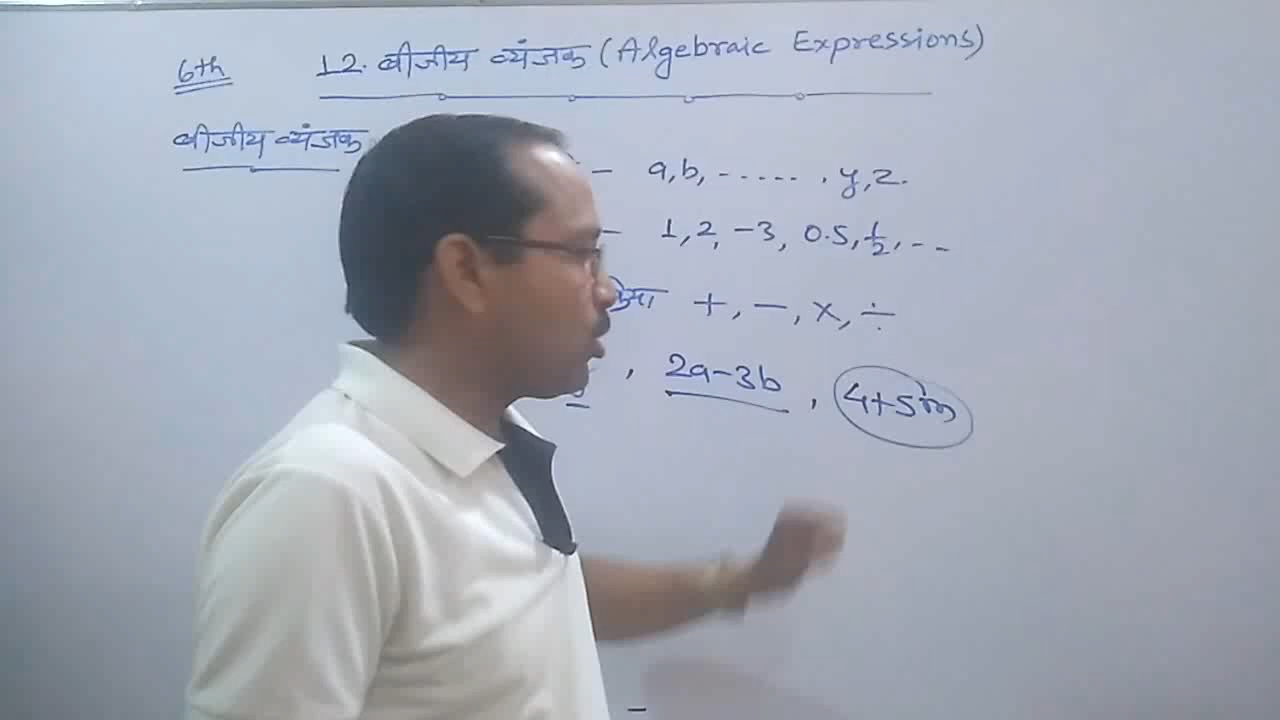 6th 12. बीजीय व्यंजक (Algebraic Expressions)
बीजीय व्यंजक
— a, b, ...... , y, z.
— 1, 2, -3, 0.5, 1/2, --
+, -, ×, ÷
, 2a-3b, 4+5m